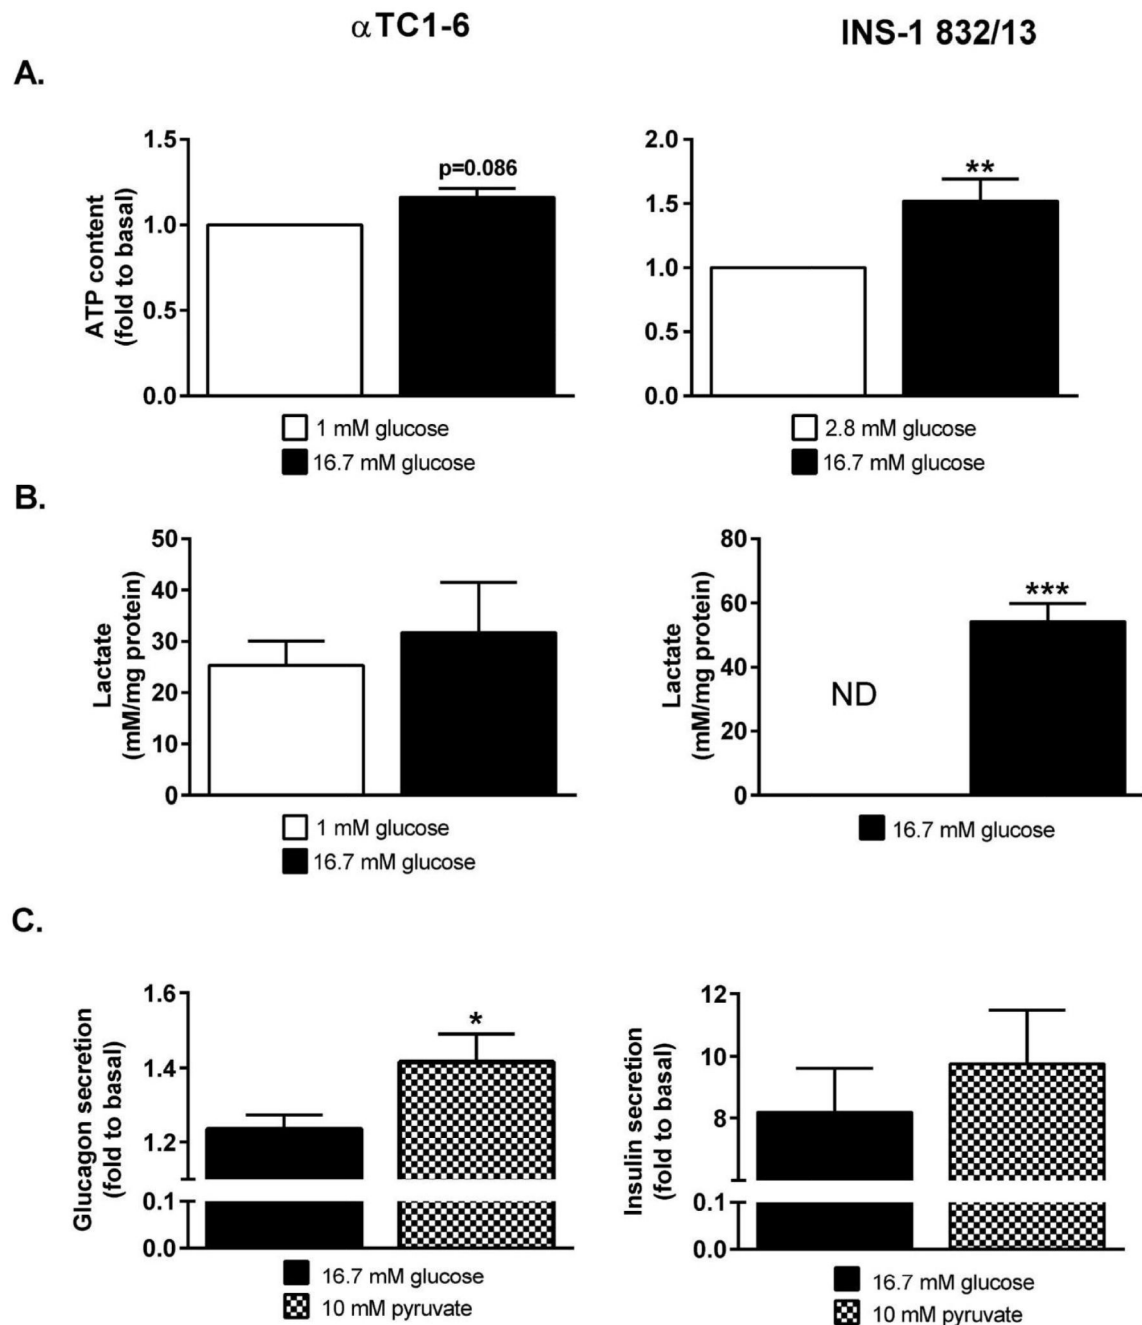 αTC1-6
INS-1 832/13
A.
ATP content
(fold to basal)
1.5
1.0
0.5
0.0
p=0.086
1 mM glucose
16.7 mM glucose
2.0
1.5
1.0
0.5
0.0
**
2.8 mM glucose
16.7 mM glucose
B.
Lactate
(mM/mg protein)
50
40
30
20
10
0
1 mM glucose
16.7 mM glucose
Lactate
(mM/mg protein)
80
60
40
20
0
ND
***
16.7 mM glucose
C.
Glucagon secretion
(fold to basal)
1.6
1.4
1.2
0.1
0.0
*
16.7 mM glucose
10 mM pyruvate
Insulin secretion
(fold to basal)
12
10
8
0.1
0.0
16.7 mM glucose
10 mM pyruvate